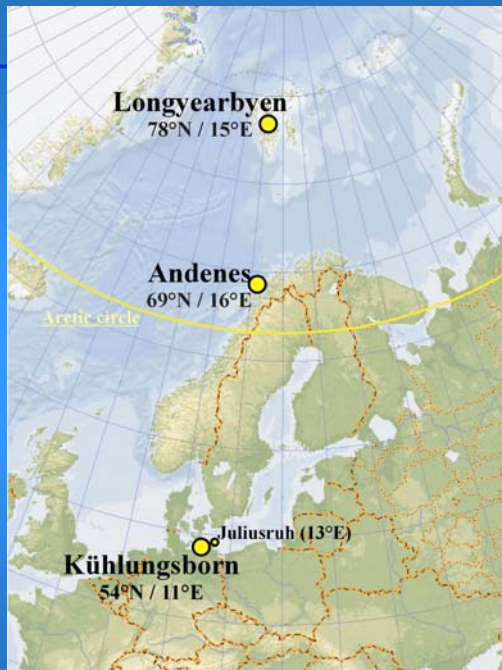 Longyearbyen
78°N / 15°E
Andenes
69°N / 16°E
Arctic circle
Juliusruh (13°E)
Kühlungsborn
54°N / 11°E